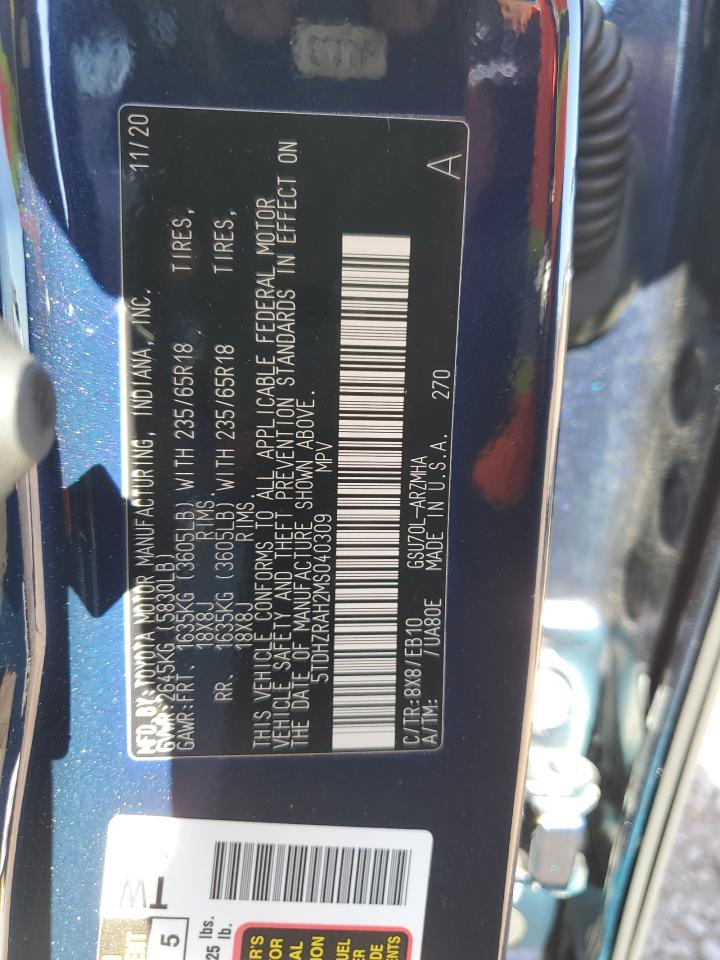 MFD.BY:TOYOTA MOTOR MANUFACTURING, INDIANA, INC. 11/20
GVWR:2645KG (5830LB)
GAWR:FRT. 1635KG (3605LB) WITH 235/65R18 TIRES,
18X8J RIMS,
RR. 1635KG (3605LB) WITH 235/65R18 TIRES,
18X8J RIMS,
THIS VEHICLE CONFORMS TO ALL APPLICABLE FEDERAL MOTOR
VEHICLE SAFETY AND THEFT PREVENTION STANDARDS IN EFFECT ON
THE DATE OF MANUFACTURE SHOWN ABOVE.
5TDHZRAH2MS040309 MPV
C/TR:8X8/EB10 GSU70L-ARZMHA
A/TM: /UA80E MADE IN U.S.A. 270 A
TW
5
25 lbs.
lb.